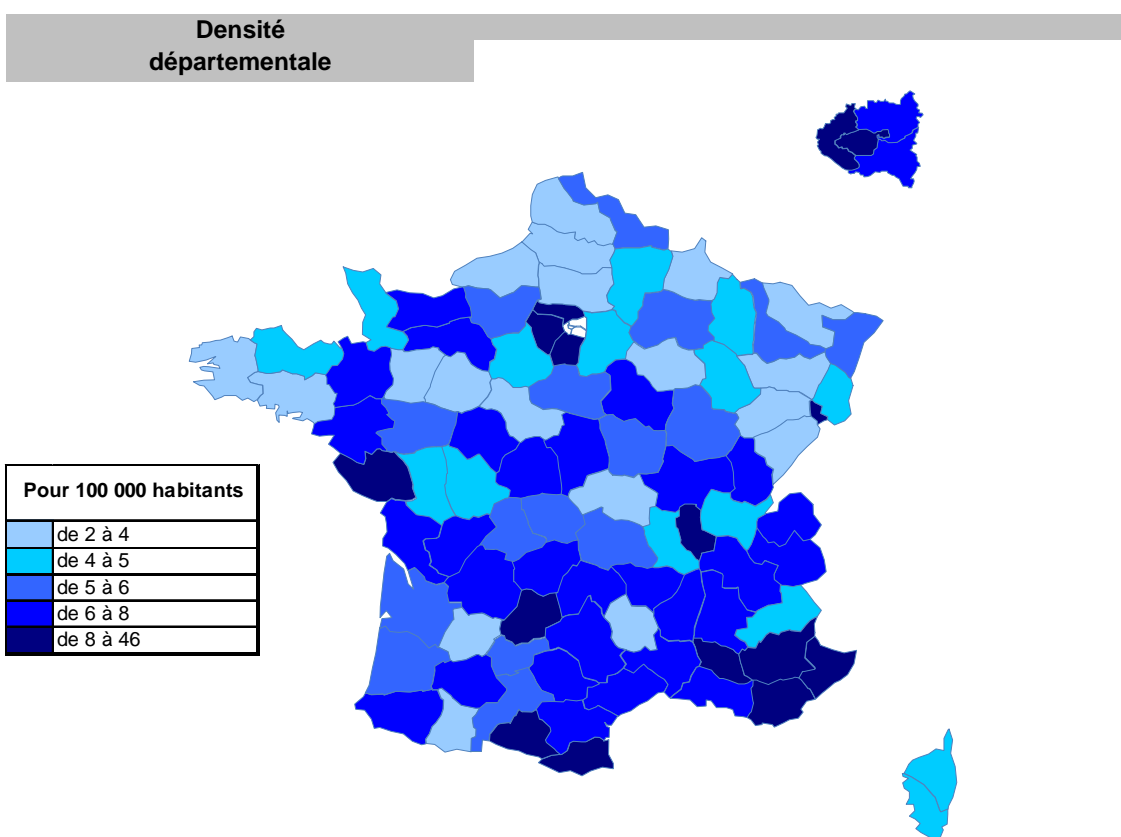 Densité
départementale
Pour 100 000 habitants
de 2 à 4
de 4 à 5
de 5 à 6
de 6 à 8
de 8 à 46